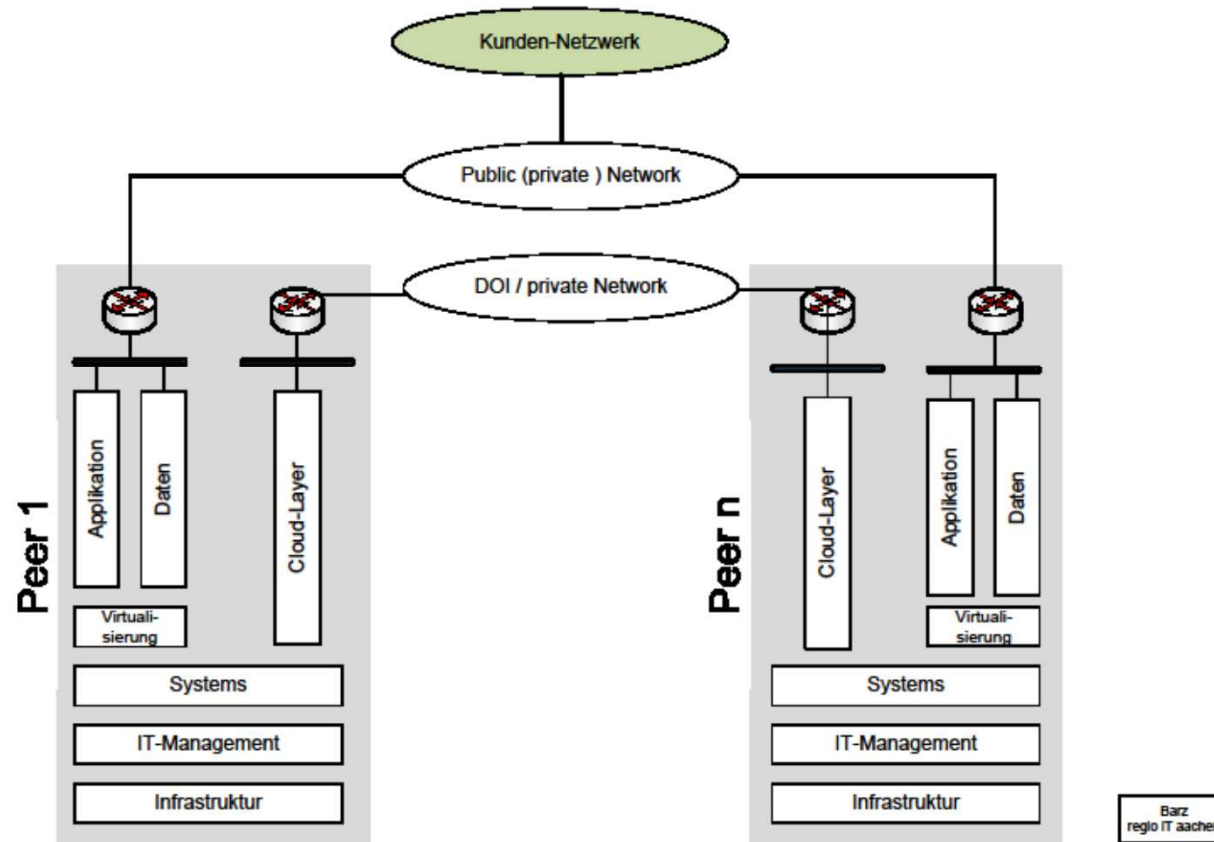 Kunden-Netzwerk
Public (private ) Network
DOI / private Network
Peer 1
Applikation
Daten
Cloud-Layer
Virtuali-
sierung
Systems
IT-Management
Infrastruktur
Peer n
Cloud-Layer
Applikation
Daten
Virtuali-
sierung
Systems
IT-Management
Infrastruktur
Barz
regio IT aachen